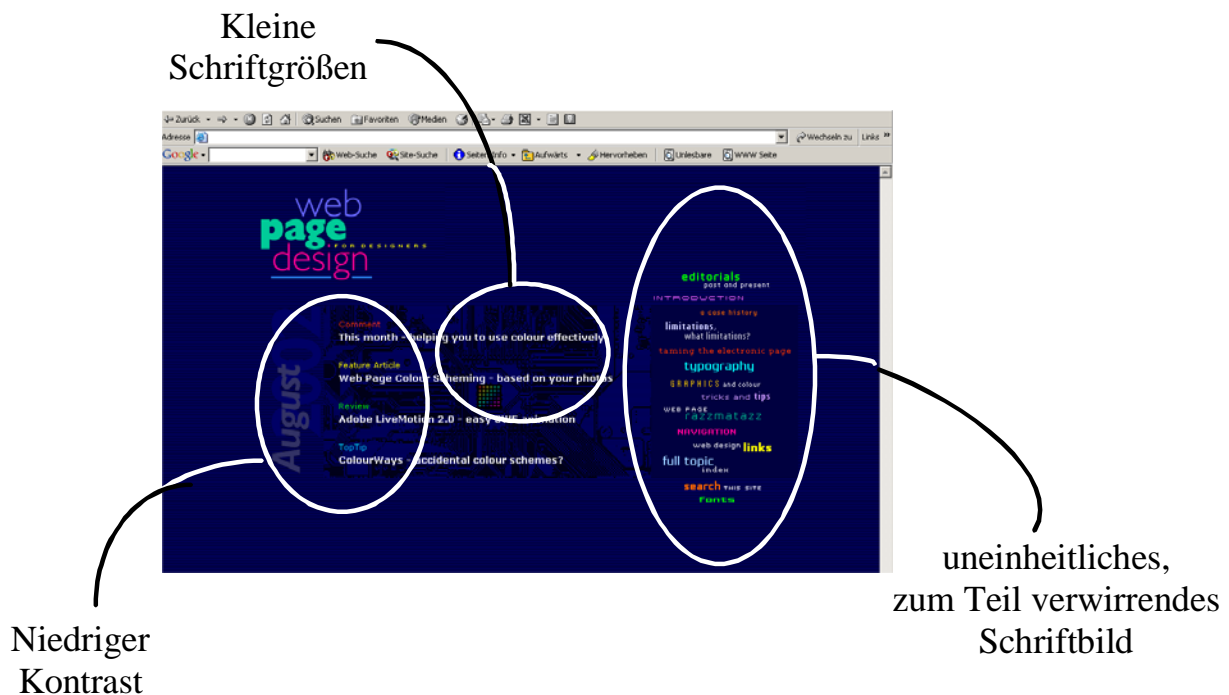 Kleine
Schriftgrößen
Zurück Suchen Favoriten Medien
Adresse Wechseln zu Links »
Google Web-Suche Site-Suche Seiten-Info Aufwärts Hervorheben Unlesbare WWW Seite
web
page
FOR DESIGNERS
design
August
Comment
This month - helping you to use colour effectively
Feature Article
Web Page Colour Scheming - based on your photos
Review
Adobe LiveMotion 2.0 - easy SWF animation
TopTip
ColourWays - accidental colour schemes?
editorials
past and present
INTRODUCTION
a case history
limitations,
what limitations?
taming the electronic page
typography
GRAPHICS and colour
tricks and tips
WEB PAGE
razzmatazz
NAVIGATION
web design links
full topic
index
search THIS SITE
Fonts
uneinheitliches,
zum Teil verwirrendes
Schriftbild
Niedriger
Kontrast